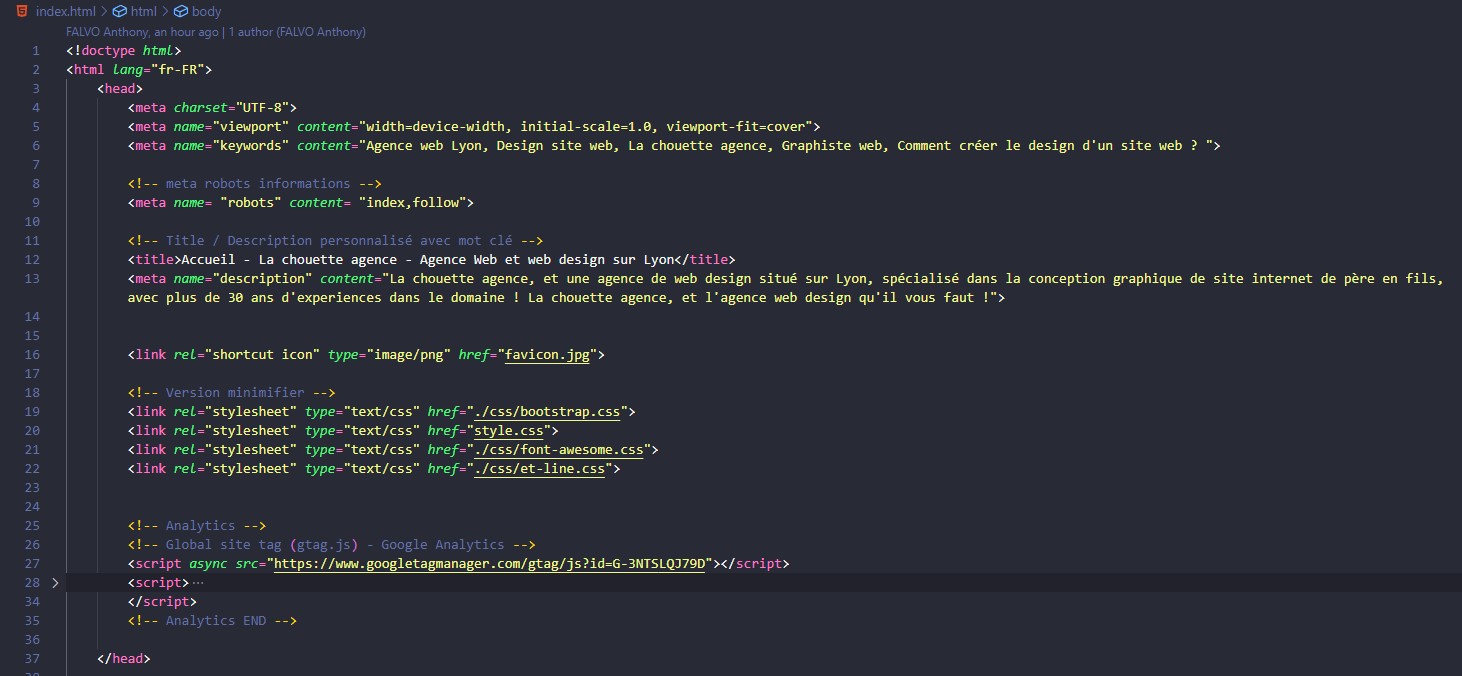 index.html > html > body
FALVO Anthony, an hour ago | 1 author (FALVO Anthony)
1 <!doctype html>
2 <html lang="fr-FR">
3 <head>
4 <meta charset="UTF-8">
5 <meta name="viewport" content="width=device-width, initial-scale=1.0, viewport-fit=cover">
6 <meta name="keywords" content="Agence web Lyon, Design site web, La chouette agence, Graphiste web, Comment créer le design d'un site web ? ">
7
8 <!-- meta robots informations -->
9 <meta name= "robots" content= "index,follow">
10
11 <!-- Title / Description personnalisé avec mot clé -->
12 <title>Accueil - La chouette agence - Agence Web et web design sur Lyon</title>
13 <meta name="description" content="La chouette agence, et une agence de web design situé sur Lyon, spécialisé dans la conception graphique de site internet de père en fils,
avec plus de 30 ans d'experiences dans le domaine ! La chouette agence, et l'agence web design qu'il vous faut !">
14
15
16 <link rel="shortcut icon" type="image/png" href="favicon.jpg">
17
18 <!-- Version minimifier -->
19 <link rel="stylesheet" type="text/css" href="./css/bootstrap.css">
20 <link rel="stylesheet" type="text/css" href="style.css">
21 <link rel="stylesheet" type="text/css" href="./css/font-awesome.css">
22 <link rel="stylesheet" type="text/css" href="./css/et-line.css">
23
24
25 <!-- Analytics -->
26 <!-- Global site tag (gtag.js) - Google Analytics -->
27 <script async src="https://www.googletagmanager.com/gtag/js?id=G-3NTSLQJ79D"></script>
28 > <script>…
34 </script>
35 <!-- Analytics END -->
36
37 </head>